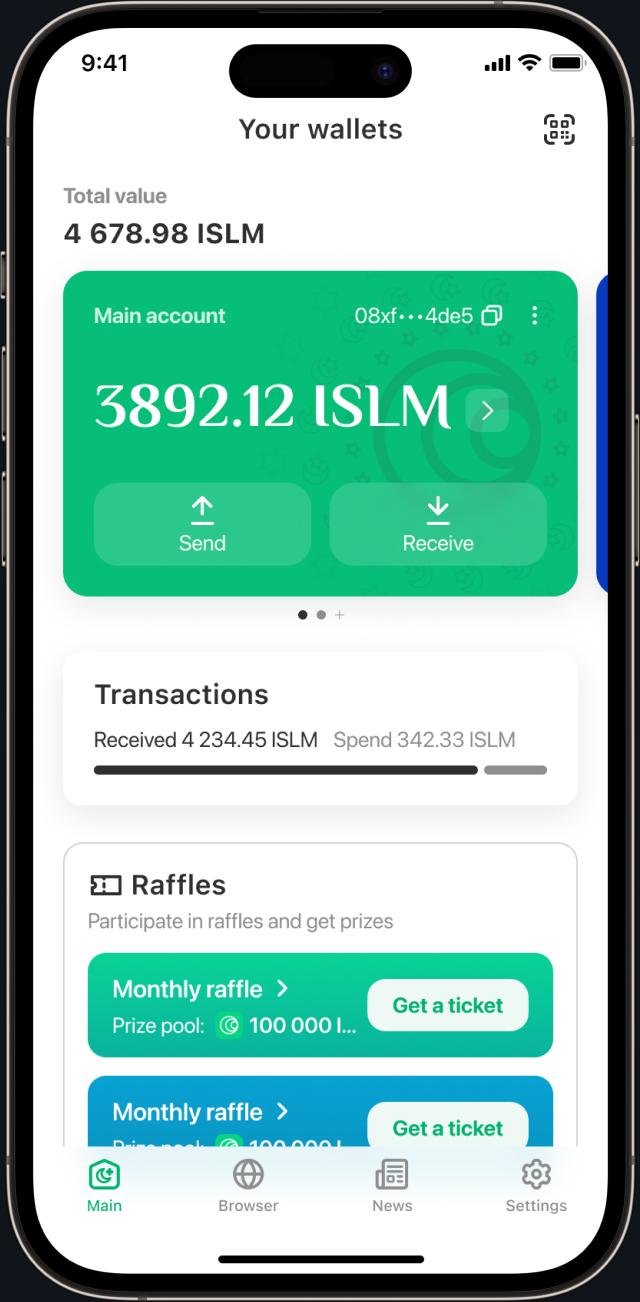 9:41
Your wallets
Total value
4 678.98 ISLM
Main account
08xf•••4de5
3892.12 ISLM
Send
Receive
Transactions
Received 4 234.45 ISLM
Spend 342.33 ISLM
Raffles
Participate in raffles and get prizes
Monthly raffle
Prize pool: 100 000 I...
Get a ticket
Monthly raffle
Prize pool: 100 000 I...
Get a ticket
Main
Browser
News
Settings